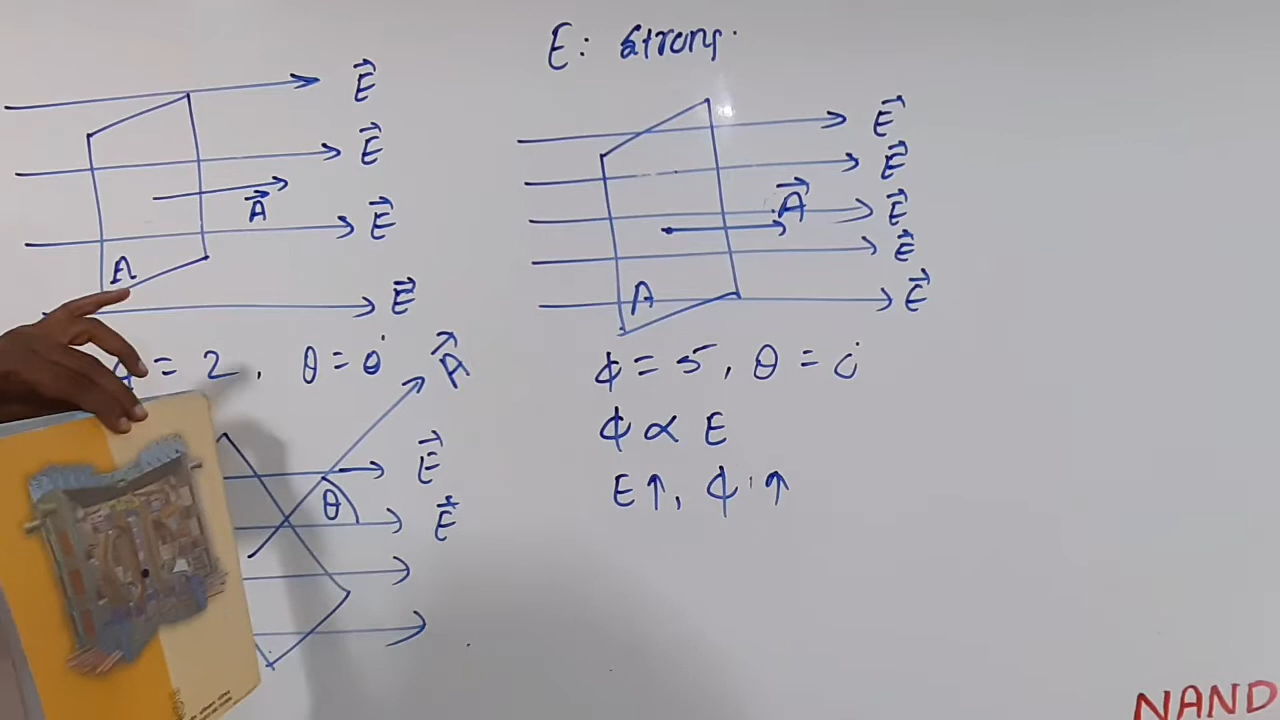 E: Strong.
E⃗
E⃗
A⃗
E⃗
A
E⃗
ϕ = 2, θ = 0°
A⃗
E⃗
θ
E⃗
E⃗
E⃗
A⃗
E⃗
E⃗
A
E⃗
ϕ = 5, θ = 0°
ϕ ∝ E
E↑, ϕ ↑
NAND